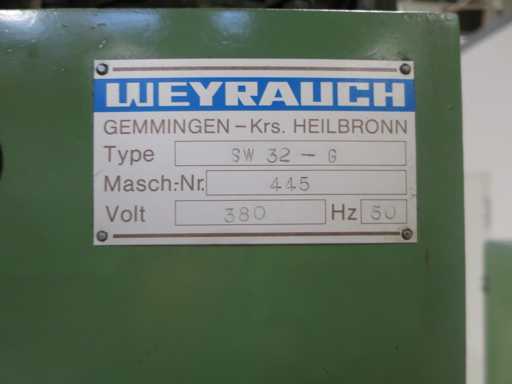 WEYRAUCH
GEMMINGEN – Krs. HEILBRONN
Type SW 32 – G
Masch.-Nr. 445
Volt 380 Hz 50